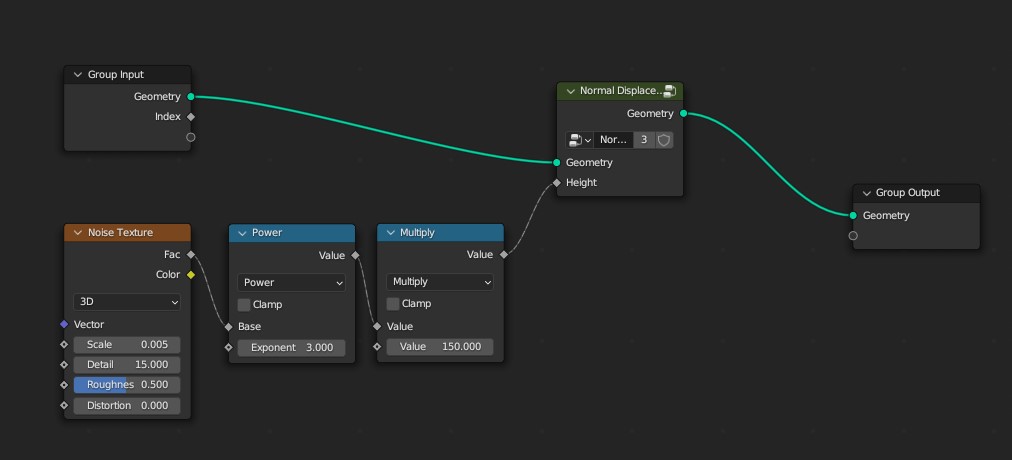 Group Input
Geometry
Index
Normal Displace...
Geometry
Nor... 3
Geometry
Height
Group Output
Geometry
Noise Texture
Fac
Color
3D
Vector
Scale 0.005
Detail 15.000
Roughnes 0.500
Distortion 0.000
Power
Value
Power
Clamp
Base
Exponent 3.000
Multiply
Value
Multiply
Clamp
Value
Value 150.000